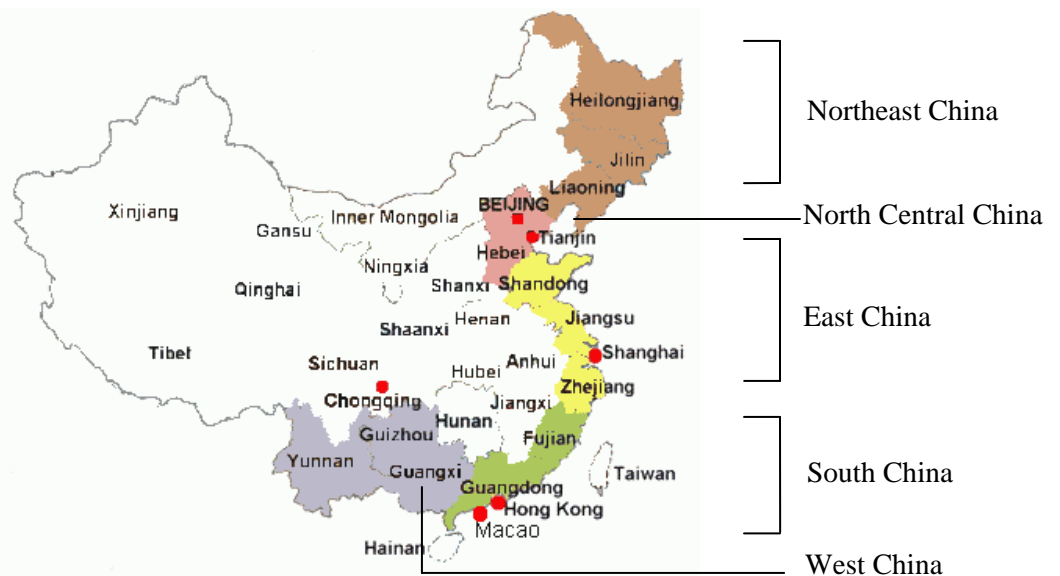 Northeast China
Heilongjiang
Jilin
Liaoning
BEIJING
North Central China
Xinjiang
Inner Mongolia
Gansu
Tianjin
Hebei
Ningxia
Shanxi
Shandong
Qinghai
East China
Henan
Jiangsu
Shaanxi
Tibet
Shanghai
Sichuan
Hubei
Anhui
Zhejiang
Chongqing
Jiangxi
Hunan
Guizhou
Fujian
Yunnan
Guangxi
Taiwan
South China
Guangdong
Hong Kong
Macao
Hainan
West China